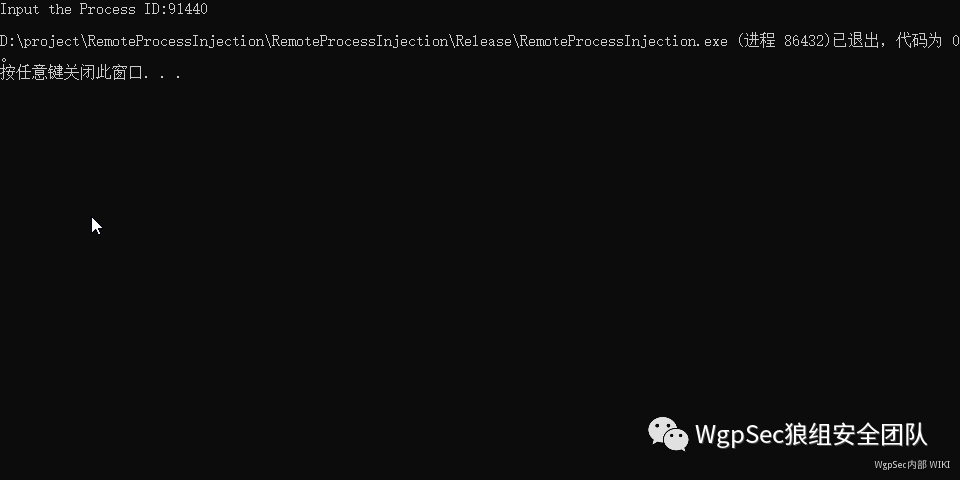 Input the Process ID:91440
D:\project\RemoteProcessInjection\RemoteProcessInjection\Release\RemoteProcessInjection.exe (进程 86432)已退出，代码为 0
。
按任意键关闭此窗口. . .
WgpSec狼组安全团队
WgpSec内部 WIKI